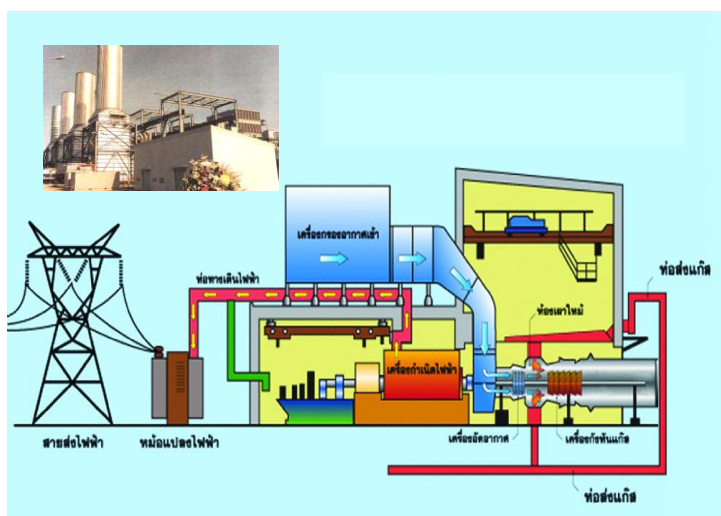 เครื่องกรองอากาศเข้า
ท่อทางเดินไฟฟ้า
ท่อส่งแก๊ส
ห้องเผาไหม้
เครื่องกำเนิดไฟฟ้า
สายส่งไฟฟ้า
หม้อแปลงไฟฟ้า
เครื่องอัดอากาศ
เครื่องกังหันแก๊ส
ท่อส่งแก๊ส